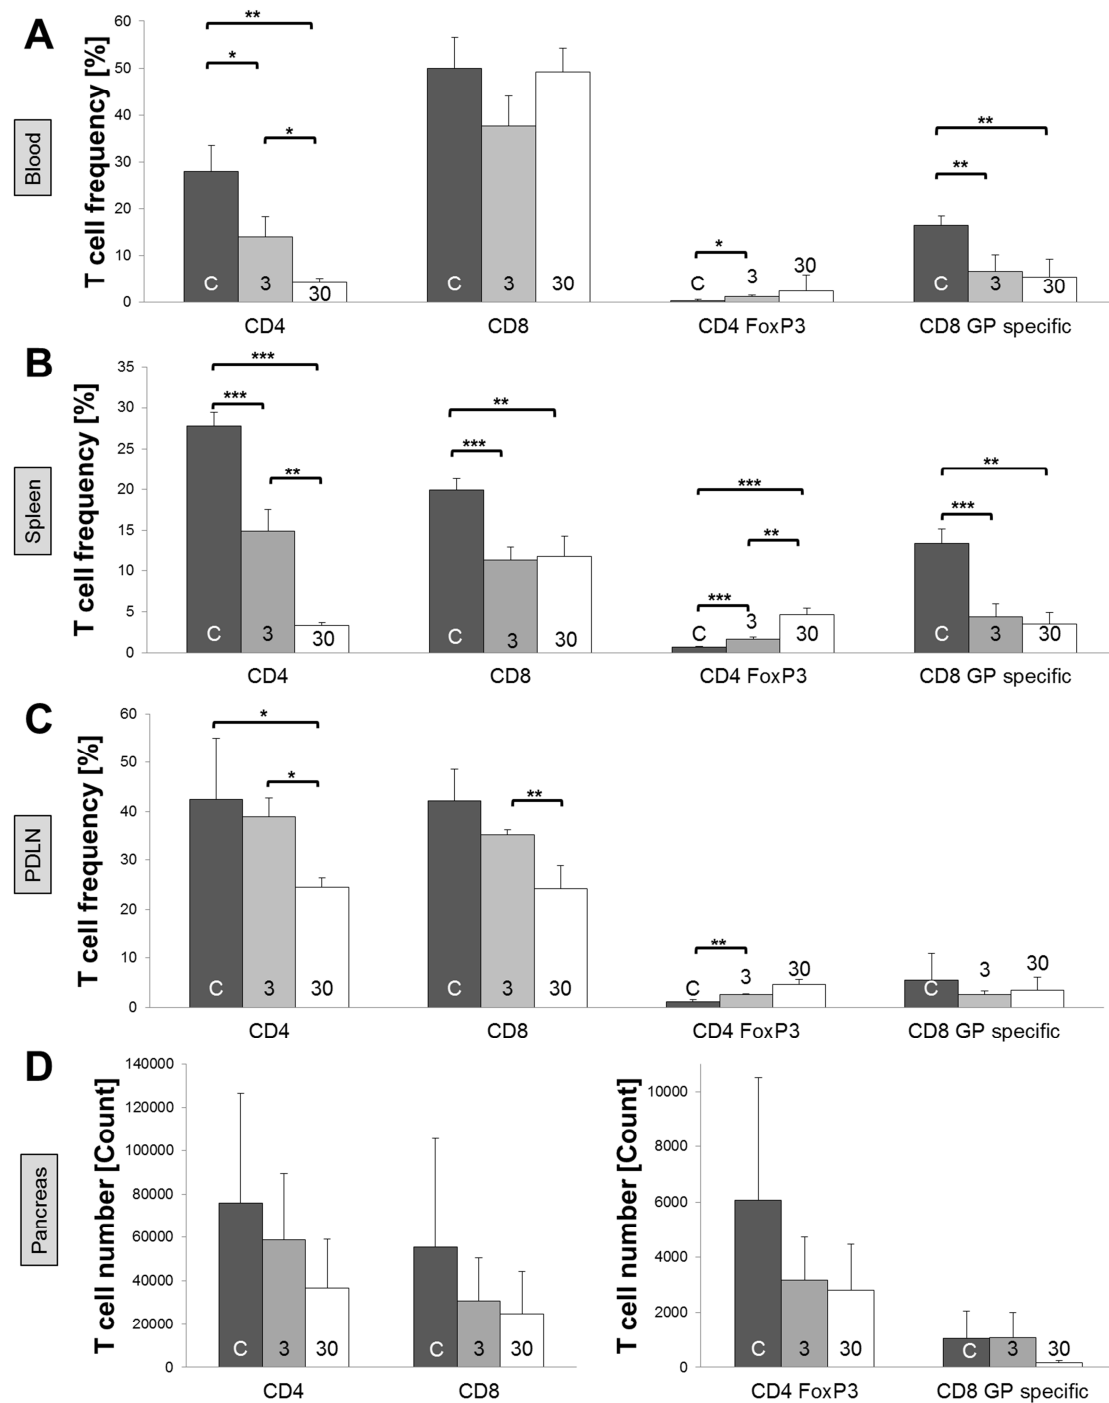 A
Blood
T cell frequency [%]
60
50
40
30
20
10
0
**
*
*
*
**
**
C 3 30
C 3 30
C 3 30
C 3 30
CD4 CD8 CD4 FoxP3 CD8 GP specific
B
Spleen
T cell frequency [%]
35
30
25
20
15
10
5
0
***
***
**
**
***
***
**
***
**
***
C 3 30
C 3 30
C 3 30
C 3 30
CD4 CD8 CD4 FoxP3 CD8 GP specific
C
PDLN
T cell frequency [%]
60
50
40
30
20
10
0
*
*
**
**
C 3 30
C 3 30
C 3 30
C 3 30
CD4 CD8 CD4 FoxP3 CD8 GP specific
D
Pancreas
T cell number [Count]
140000
120000
100000
80000
60000
40000
20000
0
C 3 30
C 3 30
CD4 CD8
T cell number [Count]
10000
8000
6000
4000
2000
0
C 3 30
C 3 30
CD4 FoxP3 CD8 GP specific